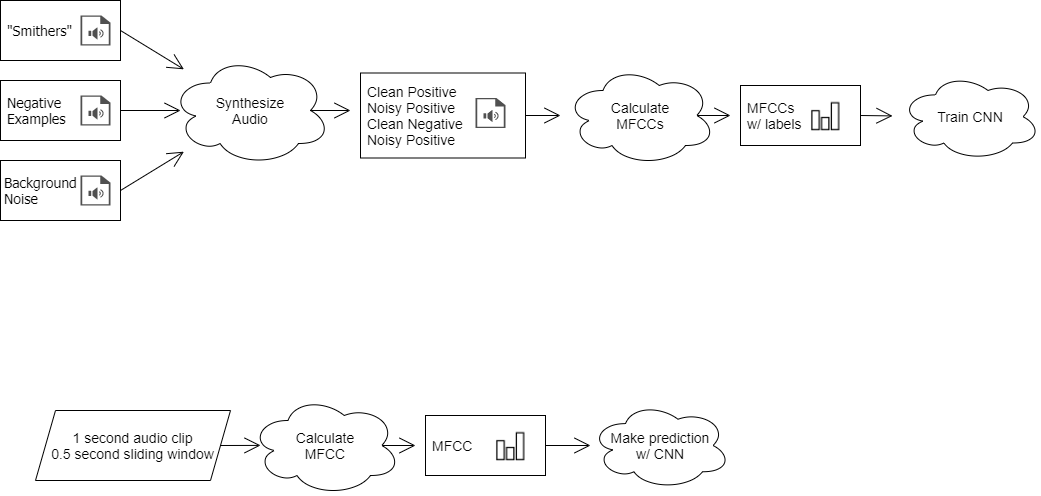 "Smithers"
Negative
Examples
Background
Noise
Synthesize
Audio
Clean Positive
Noisy Positive
Clean Negative
Noisy Positive
Calculate
MFCCs
MFCCs
w/ labels
Train CNN
1 second audio clip
0.5 second sliding window
Calculate
MFCC
MFCC
Make prediction
w/ CNN